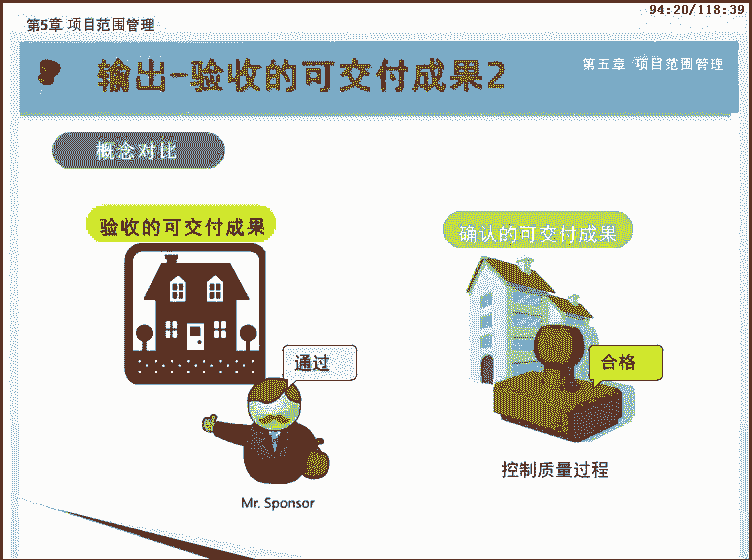 94:20/118:39
第5章 项目范围管理
输出-验收的可交付成果2
第五章 项目范围管理
概念对比
验收的可交付成果
确认的可交付成果
通过
合格
控制质量过程
Mr. Sponsor